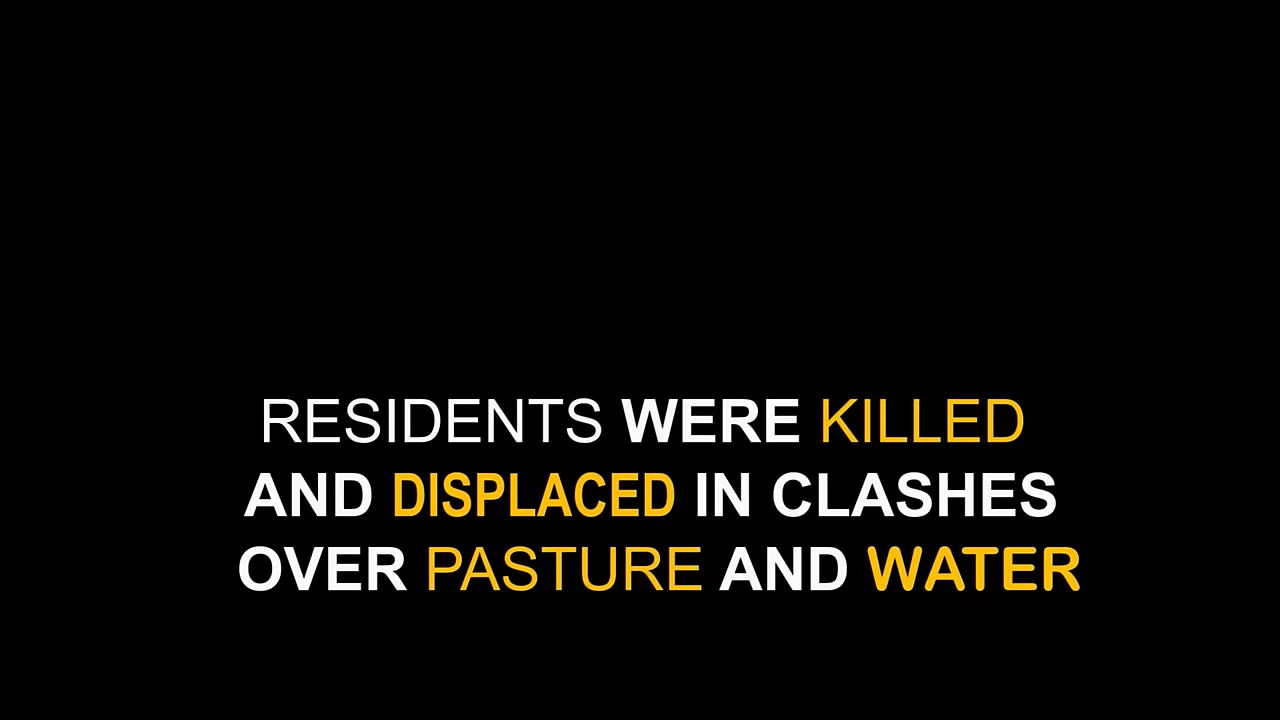 RESIDENTS WERE KILLED
AND DISPLACED IN CLASHES
OVER PASTURE AND WATER